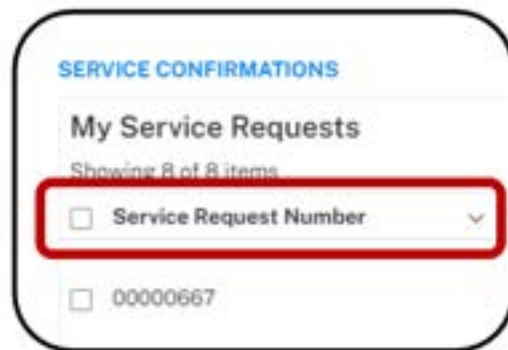 SERVICE CONFIRMATIONS
My Service Requests
Showing 8 of 8 items
Service Request Number
00000667